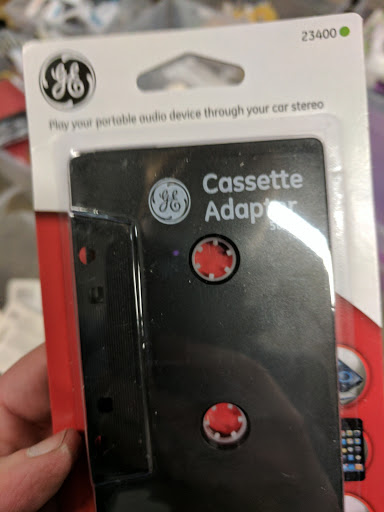 23400
GE
Play your portable audio device through your car stereo
GE
Cassette
Adapter